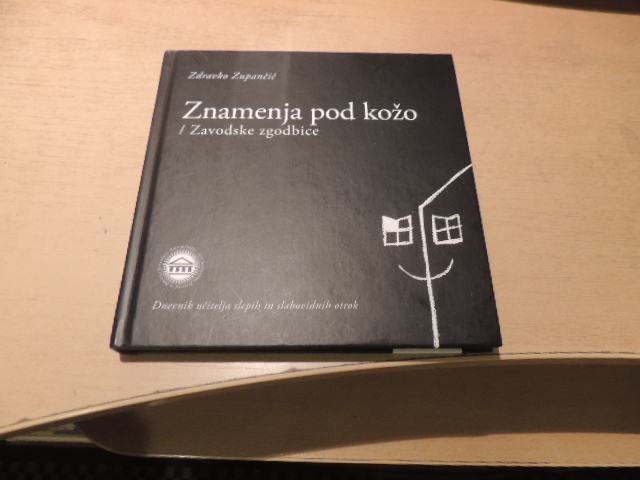 Zdravko Zupančič
Znamenja pod kožo
/ Zavodske zgodbice
Dnevnik učitelja slepih in slabovidnih otrok